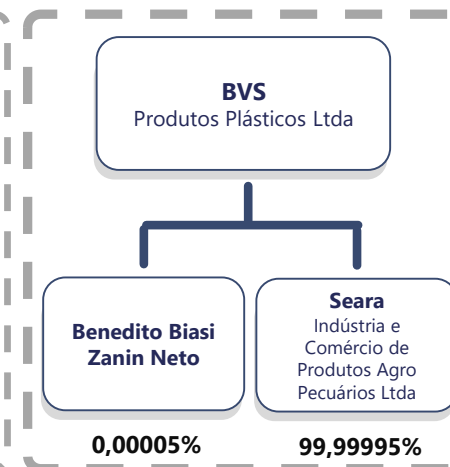 BVS
Produtos Plásticos Ltda
Benedito Biasi
Zanin Neto
Seara
Indústria e
Comércio de
Produtos Agro
Pecuários Ltda
0,00005%
99,99995%